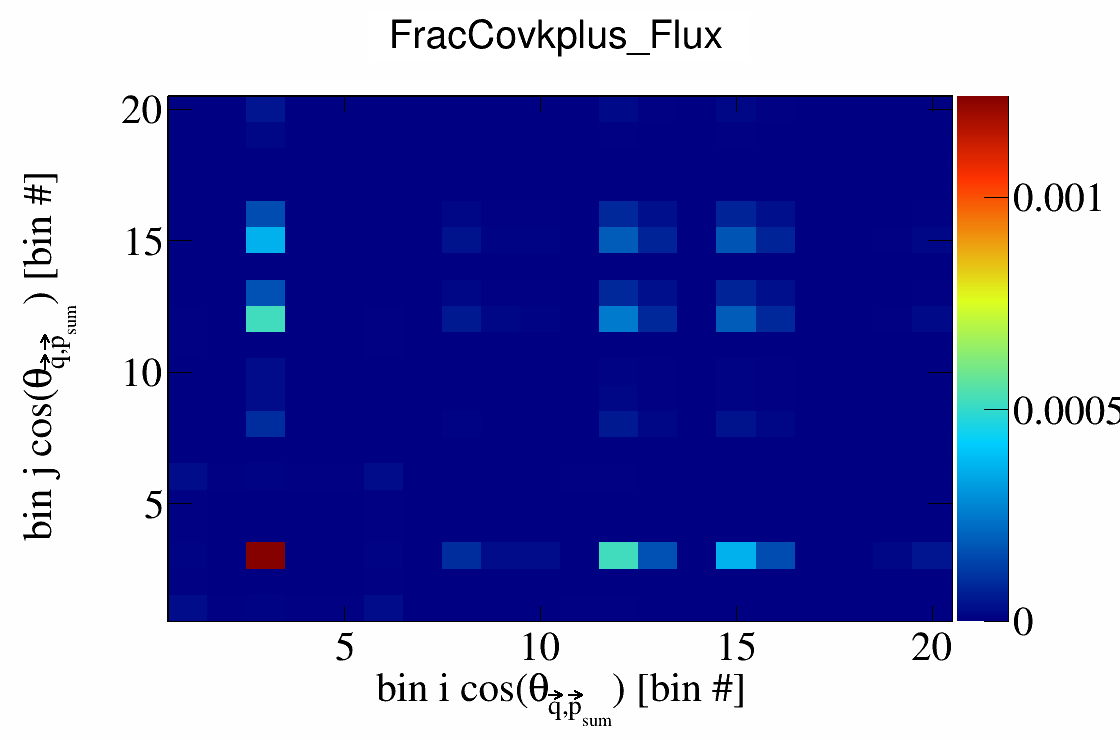 FracCovkplus_Flux
20
15
10
5
0.001
0.0005
0
5 10 15 20
bin j cos(θq⃗,p⃗sum) [bin #]
bin i cos(θq⃗,p⃗sum) [bin #]